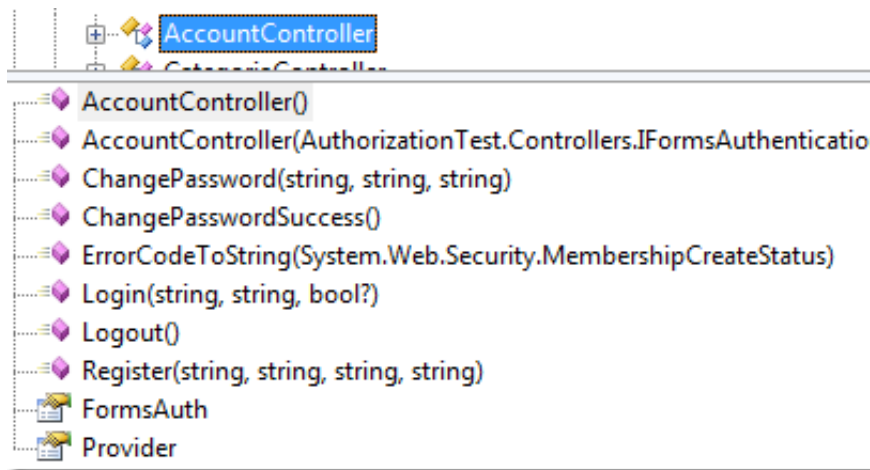 AccountController
CategorieController
AccountController()
AccountController(AuthorizationTest.Controllers.IFormsAuthenticatio
ChangePassword(string, string, string)
ChangePasswordSuccess()
ErrorCodeToString(System.Web.Security.MembershipCreateStatus)
Login(string, string, bool?)
Logout()
Register(string, string, string, string)
FormsAuth
Provider